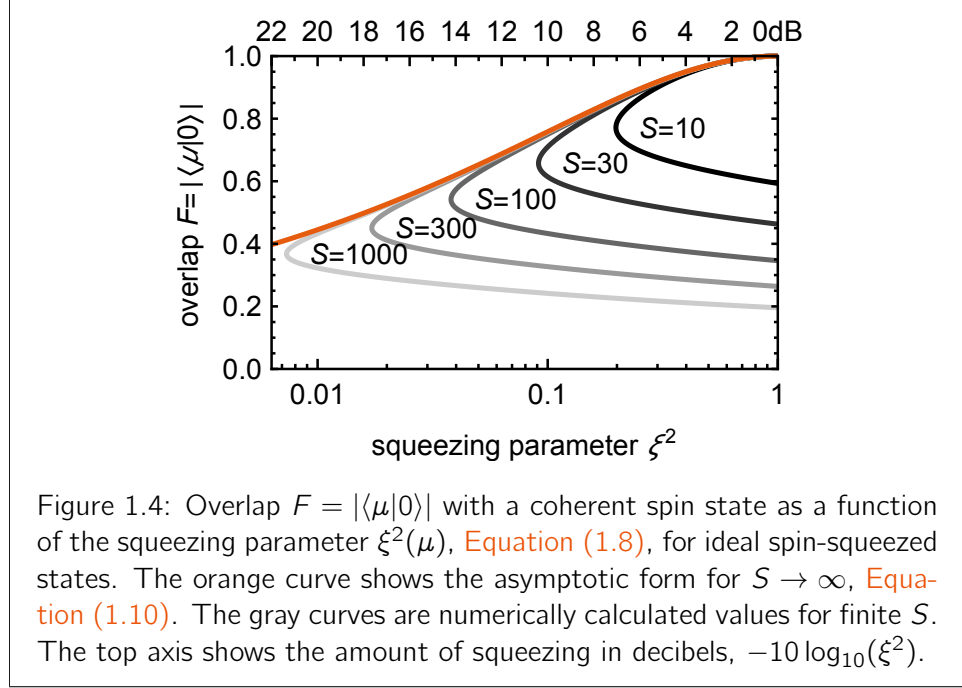 22 20 18 16 14 12 10 8 6 4 2 0dB
1.0
0.8
0.6
0.4
0.2
0.0
overlap F=|⟨μ|0⟩|
S=10
S=30
S=100
S=300
S=1000
0.01 0.1 1
squeezing parameter ξ²
Figure 1.4: Overlap F = |⟨μ|0⟩| with a coherent spin state as a function
of the squeezing parameter ξ²(μ), Equation (1.8), for ideal spin-squeezed
states. The orange curve shows the asymptotic form for S → ∞, Equa-
tion (1.10). The gray curves are numerically calculated values for finite S.
The top axis shows the amount of squeezing in decibels, −10 log₁₀(ξ²).